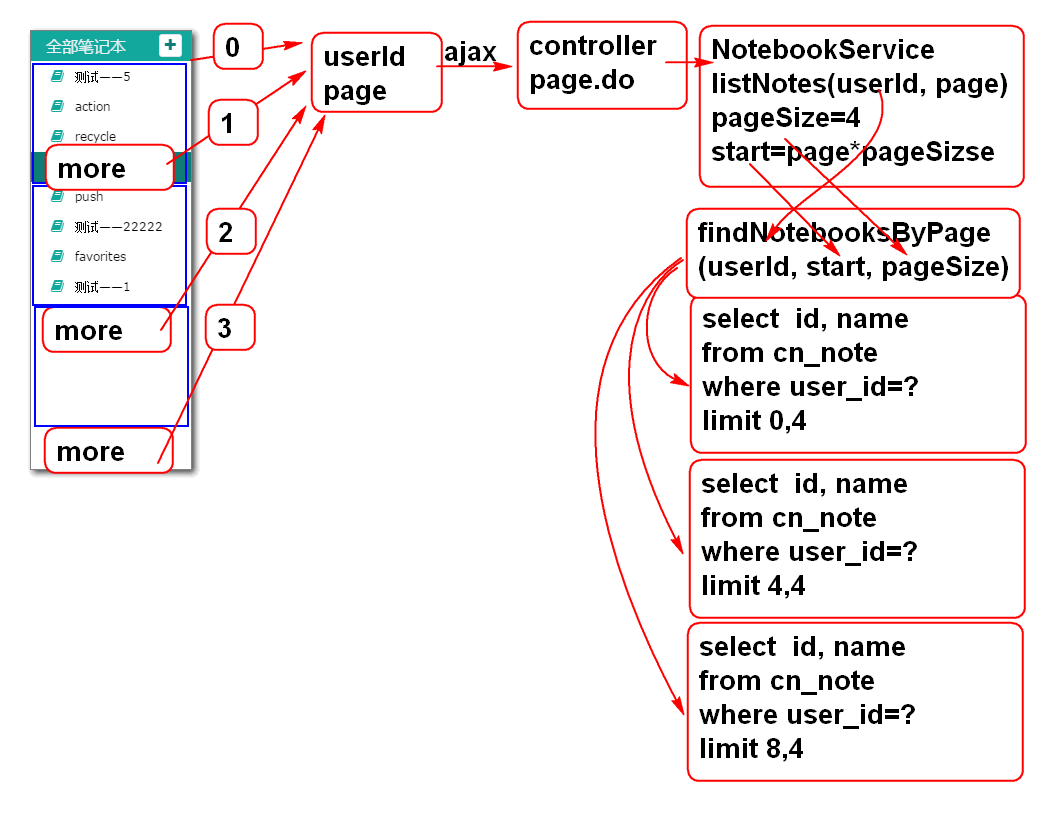 全部笔记本
+
测试——5
action
recycle
more
push
测试——22222
favorites
测试——1
more
more
0
1
2
3
userId
page
ajax
controller
page.do
NotebookService
listNotes(userId, page)
pageSize=4
start=page*pageSizse
findNotebooksByPage
(userId, start, pageSize)
select id, name
from cn_note
where user_id=?
limit 0,4
select id, name
from cn_note
where user_id=?
limit 4,4
select id, name
from cn_note
where user_id=?
limit 8,4